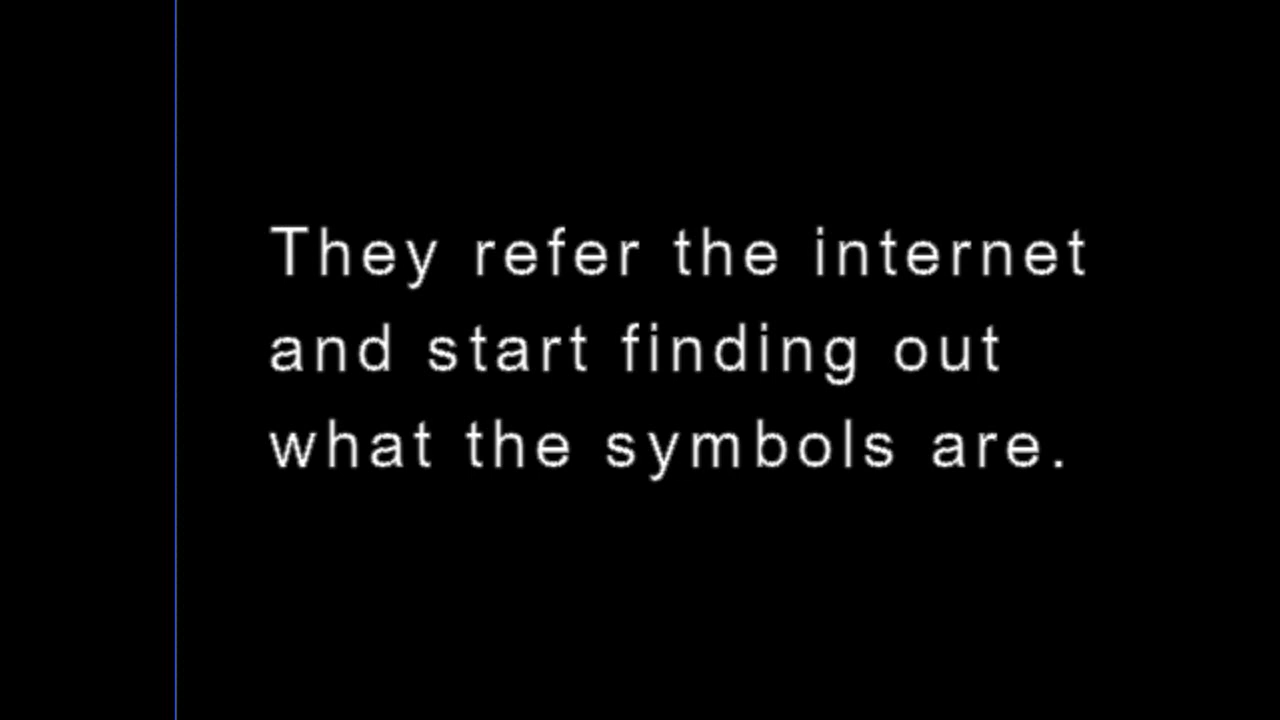 They refer the internet
and start finding out
what the symbols are.